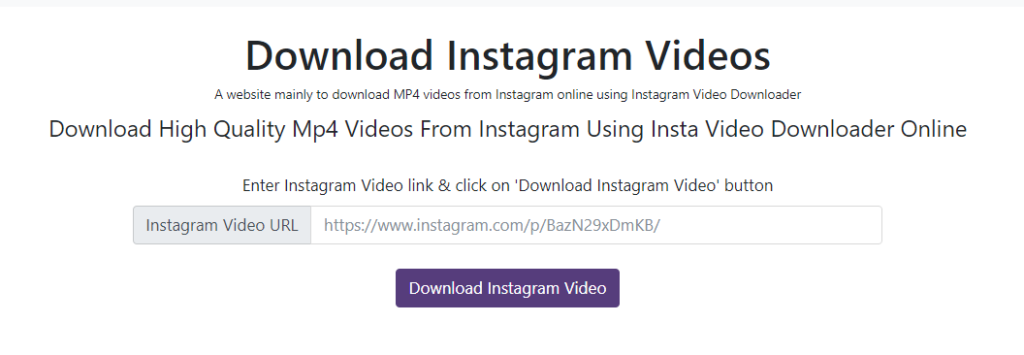 Download Instagram Videos
A website mainly to download MP4 videos from Instagram online using Instagram Video Downloader
Download High Quality Mp4 Videos From Instagram Using Insta Video Downloader Online
Enter Instagram Video link & click on 'Download Instagram Video' button
Instagram Video URL https://www.instagram.com/p/BazN29xDmKB/
Download Instagram Video